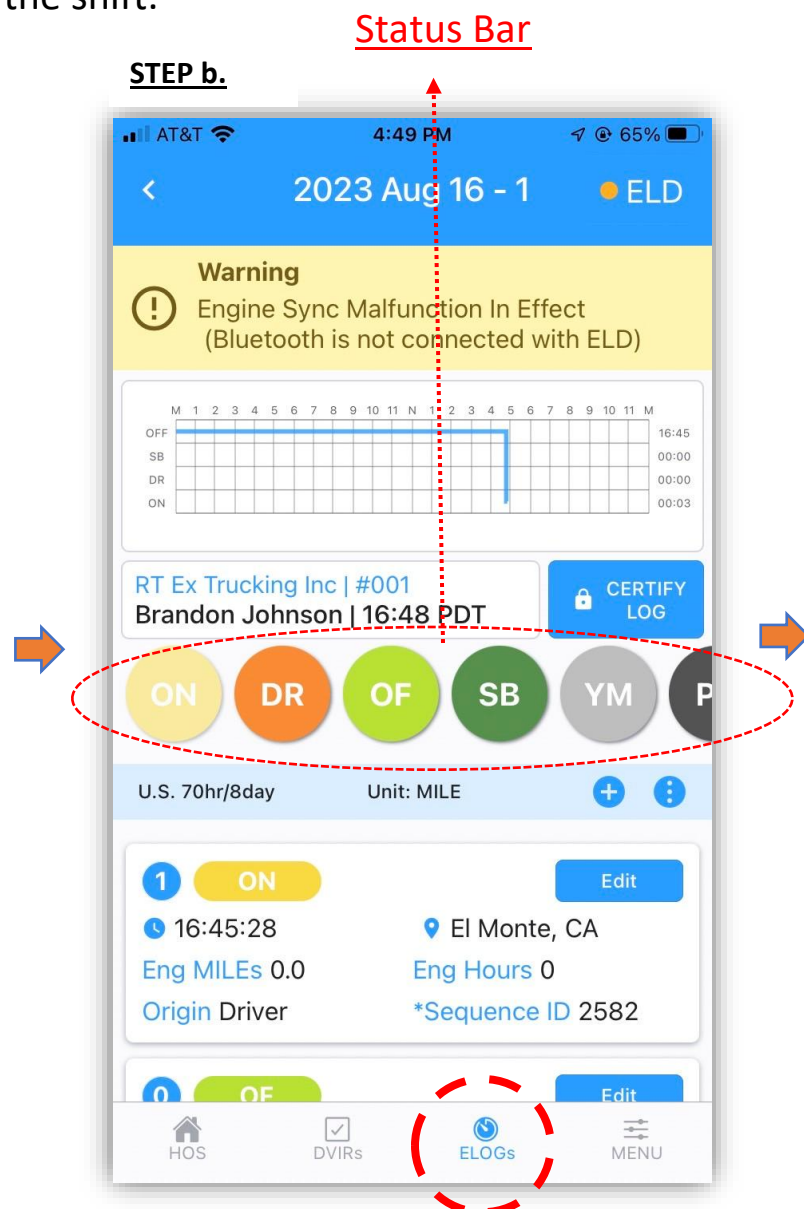 the shift.
Status Bar
STEP b.
AT&T 4:49 PM 65%
2023 Aug 16 - 1 ELD
Warning
Engine Sync Malfunction In Effect
(Bluetooth is not connected with ELD)
M 1 2 3 4 5 6 7 8 9 10 11 N 1 2 3 4 5 6 7 8 9 10 11 M
OFF 16:45
SB 00:00
DR 00:00
ON 00:03
RT Ex Trucking Inc | #001
Brandon Johnson | 16:48 PDT
CERTIFY
LOG
ON DR OF SB YM P
U.S. 70hr/8day Unit: MILE
1 ON Edit
16:45:28 El Monte, CA
Eng MILEs 0.0 Eng Hours 0
Origin Driver *Sequence ID 2582
0 OF Edit
HOS DVIRs ELOGs MENU